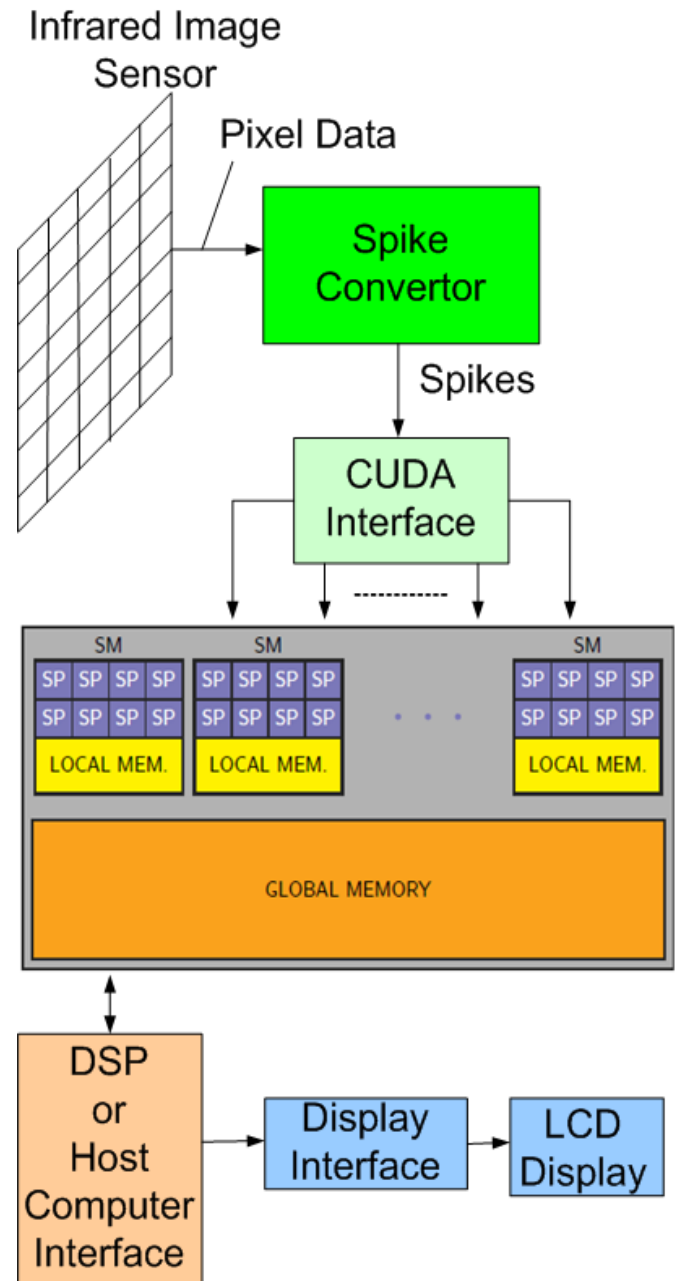 Infrared Image
Sensor
Pixel Data
Spike
Convertor
Spikes
CUDA
Interface
SM SM SM
SP SP SP SP SP SP SP SP SP SP SP SP
SP SP SP SP SP SP SP SP SP SP SP SP
LOCAL MEM. LOCAL MEM. LOCAL MEM.
GLOBAL MEMORY
DSP
or
Host
Computer
Interface
Display
Interface
LCD
Display